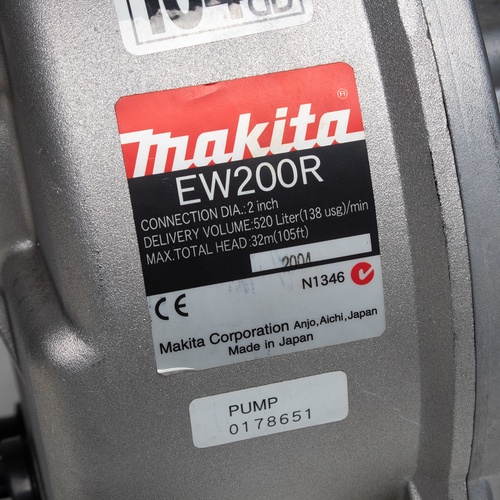 makita®
EW200R
CONNECTION DIA.:2 inch
DELIVERY VOLUME:520 Liter(138 usg)/min
MAX.TOTAL HEAD:32m(105ft)
2004
N1346
CE
Makita Corporation Anjo,Aichi,Japan
Made in Japan
PUMP
0178651